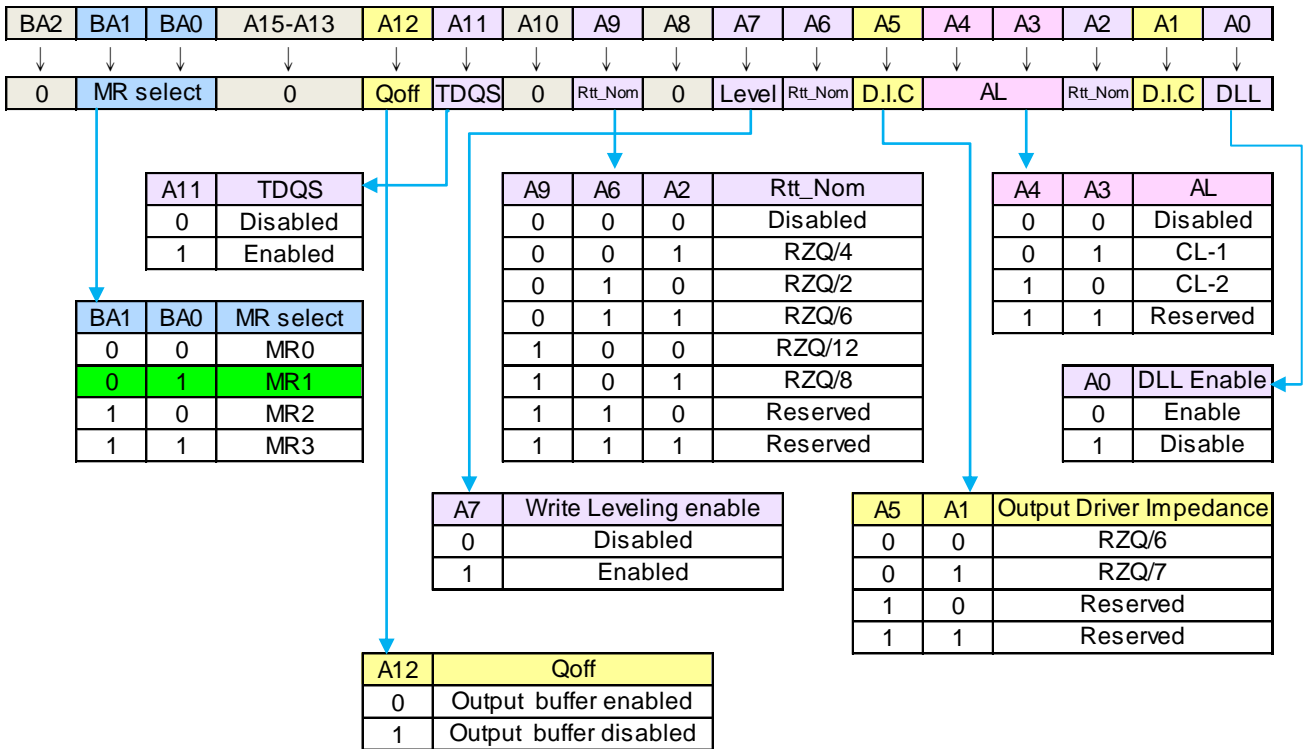 BA2 BA1 BA0 A15-A13 A12 A11 A10 A9 A8 A7 A6 A5 A4 A3 A2 A1 A0
0 MR select 0 Qoff TDQS 0 Rtt_Nom 0 Level Rtt_Nom D.I.C AL Rtt_Nom D.I.C DLL
A11 TDQS
0 Disabled
1 Enabled
A9 A6 A2 Rtt_Nom
0 0 0 Disabled
0 0 1 RZQ/4
0 1 0 RZQ/2
0 1 1 RZQ/6
1 0 0 RZQ/12
1 0 1 RZQ/8
1 1 0 Reserved
1 1 1 Reserved
A4 A3 AL
0 0 Disabled
0 1 CL-1
1 0 CL-2
1 1 Reserved
BA1 BA0 MR select
0 0 MR0
0 1 MR1
1 0 MR2
1 1 MR3
A0 DLL Enable
0 Enable
1 Disable
A7 Write Leveling enable
0 Disabled
1 Enabled
A5 A1 Output Driver Impedance
0 0 RZQ/6
0 1 RZQ/7
1 0 Reserved
1 1 Reserved
A12 Qoff
0 Output buffer enabled
1 Output buffer disabled